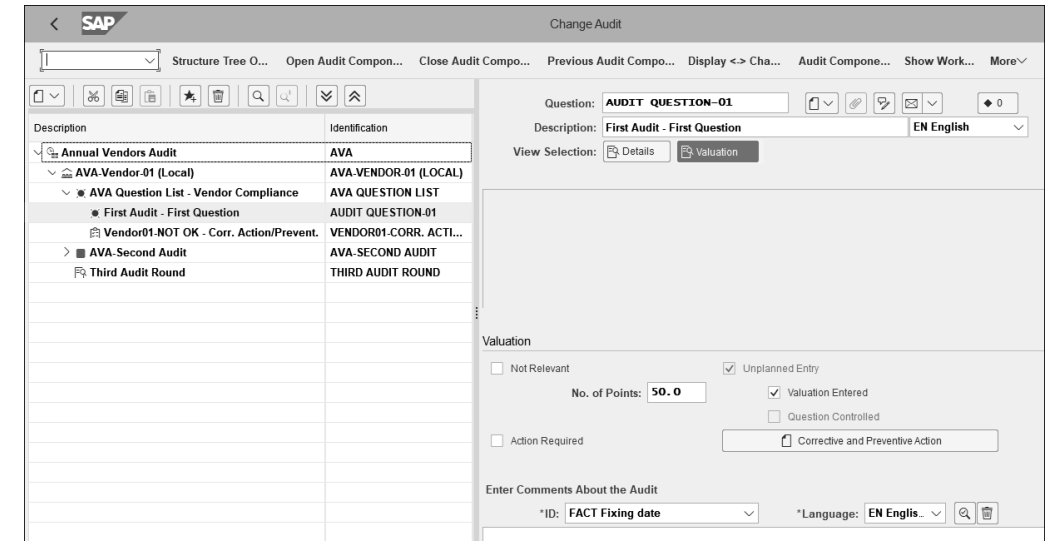 SAP Change Audit
Structure Tree O... Open Audit Compon... Close Audit Compo... Previous Audit Compo... Display <-> Cha... Audit Compone... Show Work... More
Question: AUDIT QUESTION-01 0
Description Identification Description: First Audit - First Question EN English
Annual Vendors Audit AVA View Selection: Details Valuation
AVA-Vendor-01 (Local) AVA-VENDOR-01 (LOCAL)
AVA Question List - Vendor Compliance AVA QUESTION LIST
First Audit - First Question AUDIT QUESTION-01
Vendor01-NOT OK - Corr. Action/Prevent. VENDOR01-CORR. ACTI...
AVA-Second Audit AVA-SECOND AUDIT
Third Audit Round THIRD AUDIT ROUND
Valuation
Not Relevant Unplanned Entry
No. of Points: 50.0 Valuation Entered
Question Controlled
Action Required Corrective and Preventive Action
Enter Comments About the Audit
*ID: FACT Fixing date *Language: EN Englis...